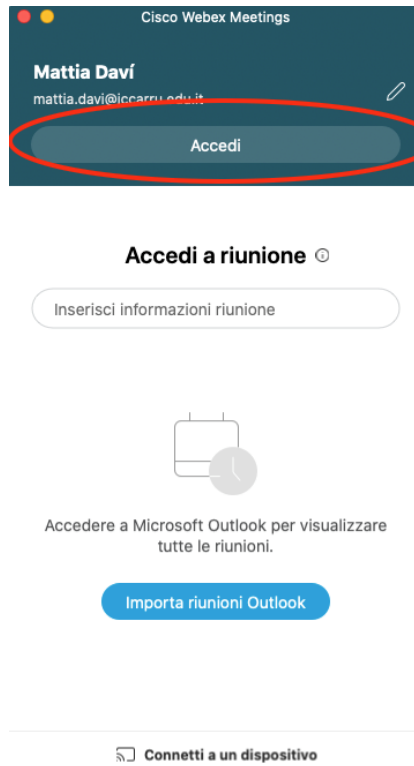 Cisco Webex Meetings
Mattia Daví
mattia.davi@iccarru.edu.it
Accedi
Accedi a riunione
Inserisci informazioni riunione
Accedere a Microsoft Outlook per visualizzare
tutte le riunioni.
Importa riunioni Outlook
Connetti a un dispositivo